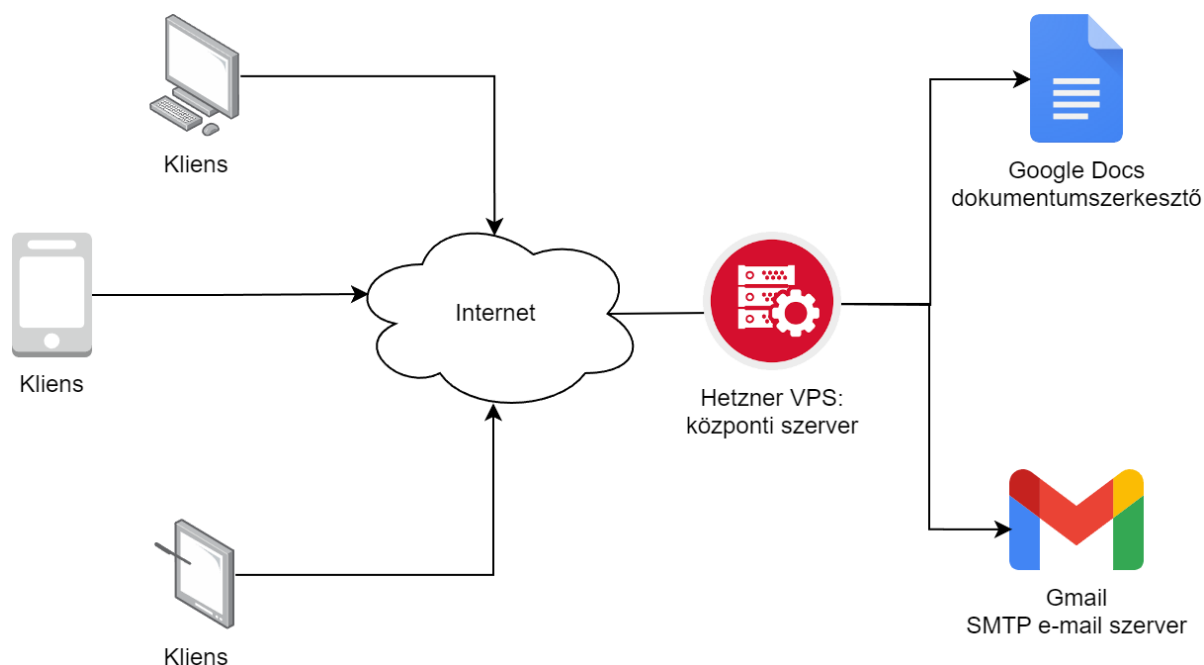 Kliens
Google Docs
dokumentumszerkesztő
Kliens
Internet
Hetzner VPS:
központi szerver
Kliens
Gmail
SMTP e-mail szerver